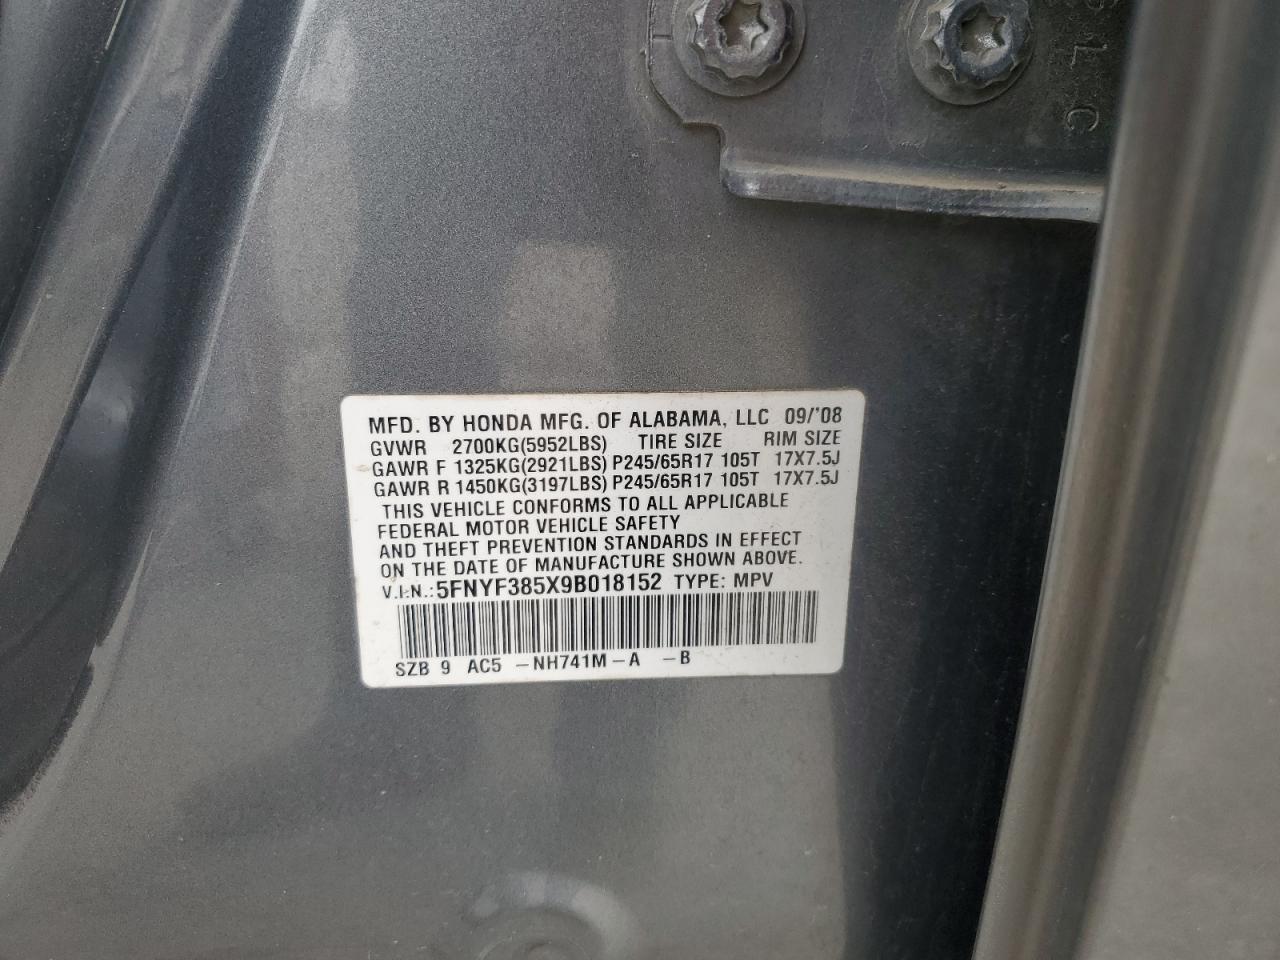 MFD. BY HONDA MFG. OF ALABAMA, LLC 09/'08
GVWR 2700KG(5952LBS) TIRE SIZE RIM SIZE
GAWR F 1325KG(2921LBS) P245/65R17 105T 17X7.5J
GAWR R 1450KG(3197LBS) P245/65R17 105T 17X7.5J
THIS VEHICLE CONFORMS TO ALL APPLICABLE
FEDERAL MOTOR VEHICLE SAFETY
AND THEFT PREVENTION STANDARDS IN EFFECT
ON THE DATE OF MANUFACTURE SHOWN ABOVE.
V.I.N.:5FNYF385X9B018152 TYPE: MPV
SZB 9 AC5 -NH741M-A -B